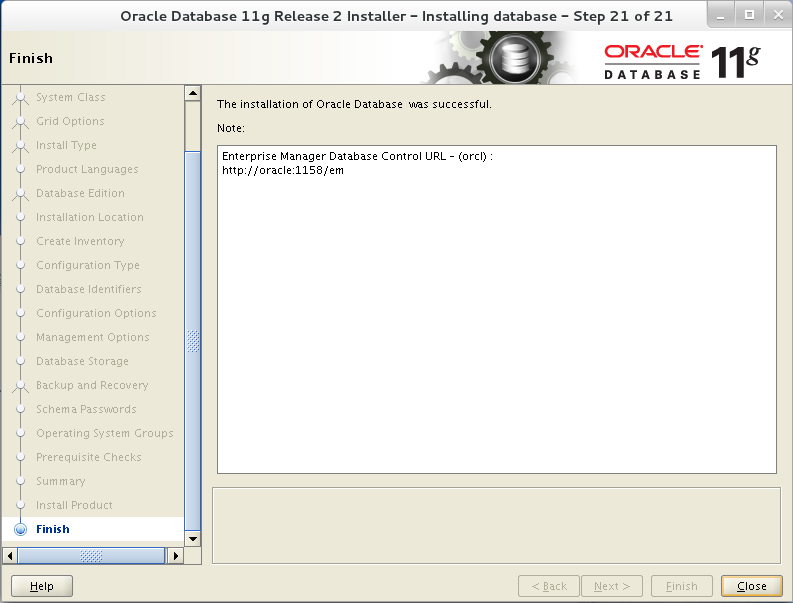 Oracle Database 11g Release 2 Installer - Installing database - Step 21 of 21
Finish
ORACLE
DATABASE 11g
System Class
Grid Options
Install Type
Product Languages
Database Edition
Installation Location
Create Inventory
Configuration Type
Database Identifiers
Configuration Options
Management Options
Database Storage
Backup and Recovery
Schema Passwords
Operating System Groups
Prerequisite Checks
Summary
Install Product
Finish
The installation of Oracle Database was successful.
Note:
Enterprise Manager Database Control URL - (orcl) :
http://oracle:1158/em
Help
< Back
Next >
Finish
Close